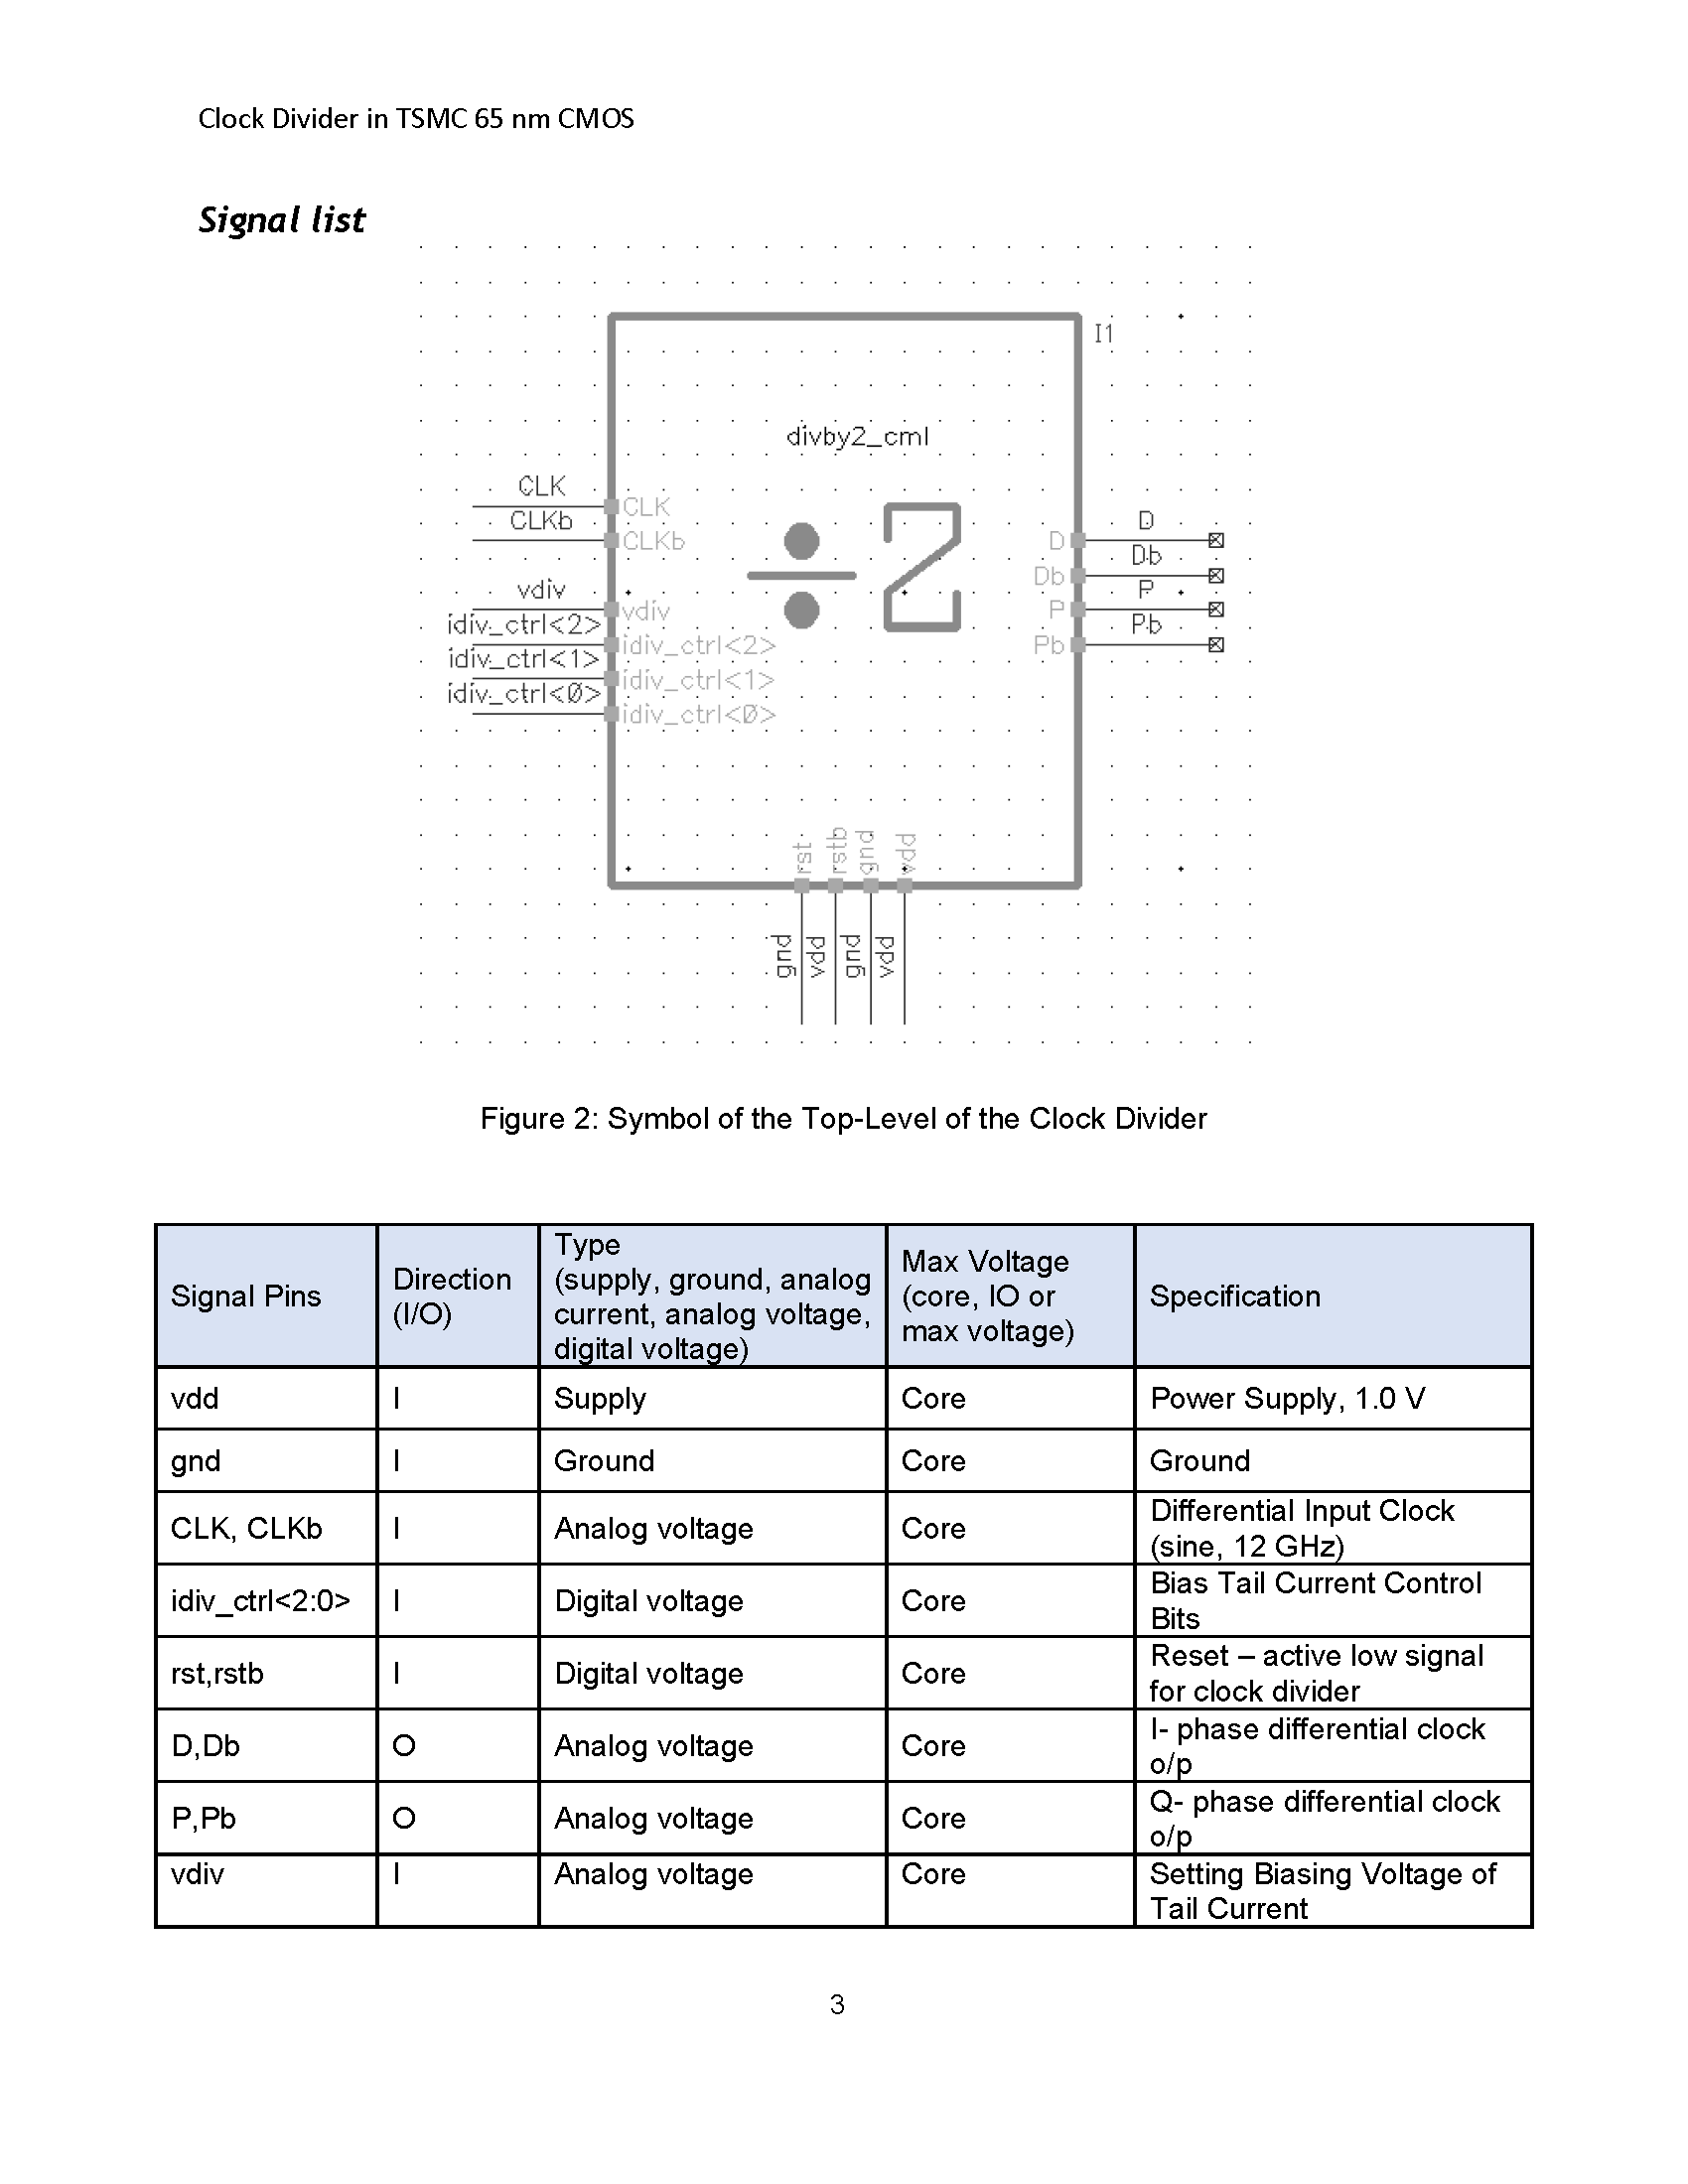 Clock Divider in TSMC 65 nm CMOS
Signal list
I1
divby2_cml
CLK
CLK
CLKb
CLKb
vdiv
vdiv
idiv_ctrl<2>
idiv_ctrl<2>
idiv_ctrl<1>
idiv_ctrl<1>
idiv_ctrl<0>
idiv_ctrl<0>
÷2
D
D
Db
Db
P
P
Pb
Pb
rst
rstb
gnd
vdd
gnd
vdd
gnd
vdd
Figure 2: Symbol of the Top-Level of the Clock Divider
Signal Pins
Direction
(I/O)
Type
(supply, ground, analog
current, analog voltage,
digital voltage)
Max Voltage
(core, IO or
max voltage)
Specification
vdd
I
Supply
Core
Power Supply, 1.0 V
gnd
I
Ground
Core
Ground
CLK, CLKb
I
Analog voltage
Core
Differential Input Clock
(sine, 12 GHz)
idiv_ctrl<2:0>
I
Digital voltage
Core
Bias Tail Current Control
Bits
rst,rstb
I
Digital voltage
Core
Reset – active low signal
for clock divider
D,Db
O
Analog voltage
Core
I- phase differential clock
o/p
P,Pb
O
Analog voltage
Core
Q- phase differential clock
o/p
vdiv
I
Analog voltage
Core
Setting Biasing Voltage of
Tail Current
3